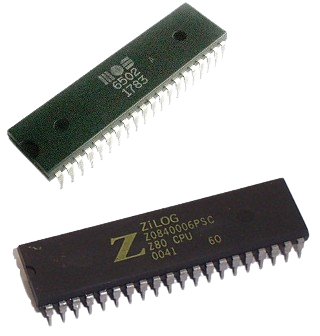 MOS
6502
1783
Z
ZiLOG
Z0840006PSC
Z80 CPU
0041 60